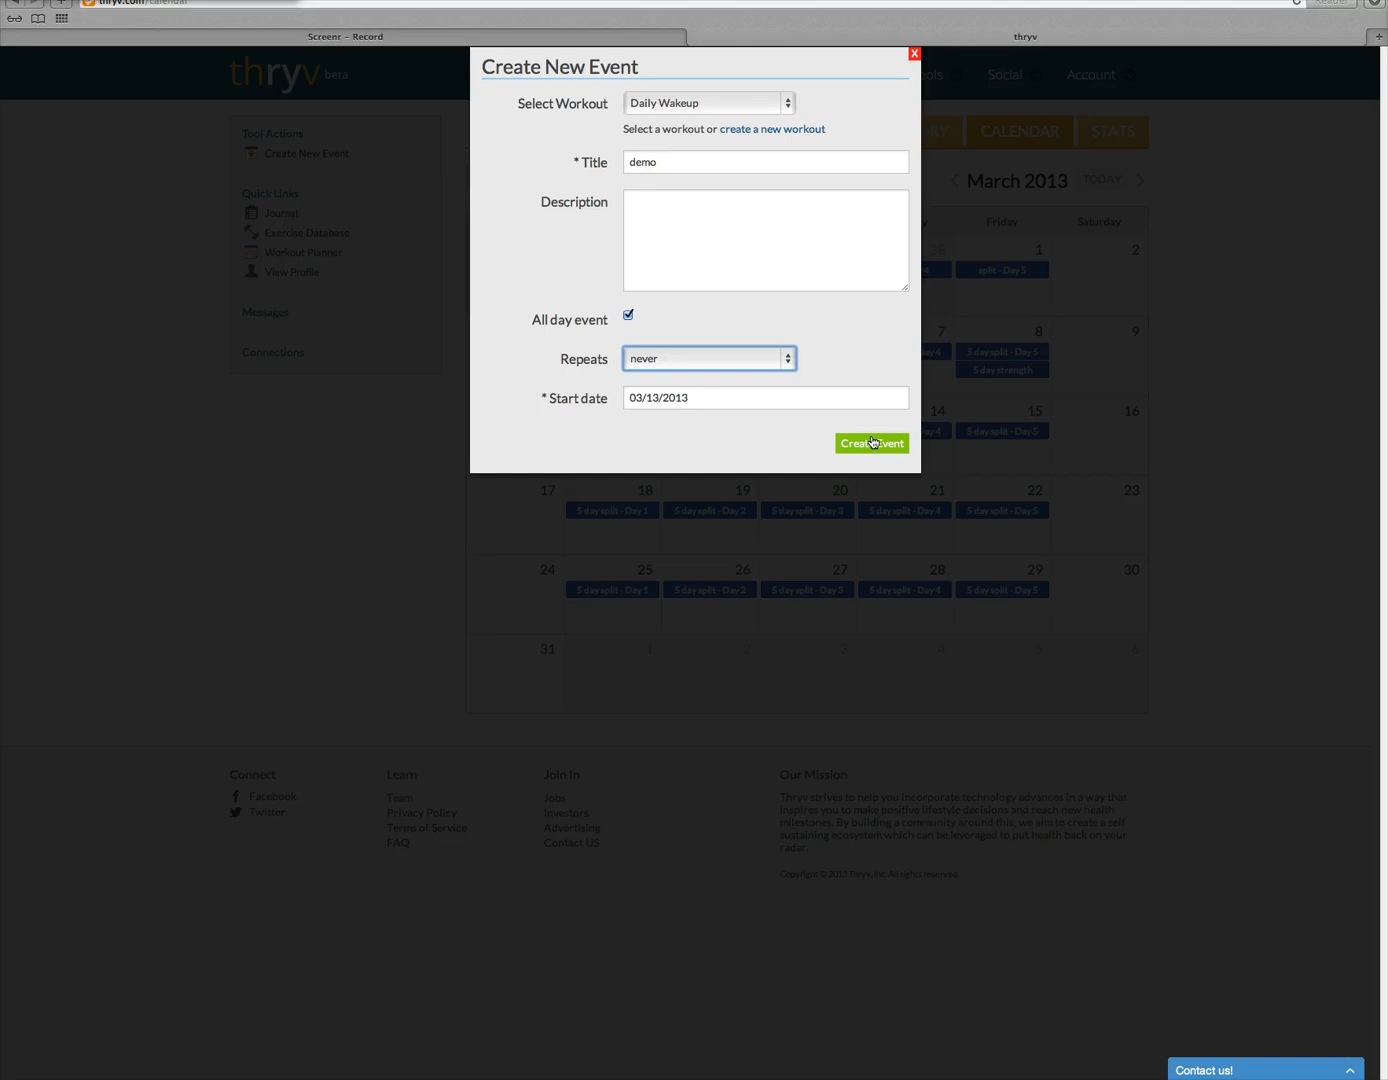 thryv.com/calendar
Reader
Screenr – Record
thryv
thryv beta
Social
Account
Create New Event
X
Select Workout
Daily Wakeup
Select a workout or create a new workout
* Title
demo
Description
All day event
Repeats
never
* Start date
03/13/2013
Create Event
Tool Actions
Create New Event
Quick Links
Journal
Exercise Database
Workout Planner
View Profile
Messages
Connections
CALENDAR
STATS
March 2013
TODAY
Friday
Saturday
28 1 2
4 split - Day 5
7 8 9
5 day split - Day 5
5 day strength
14 15 16
5 day split - Day 5
17 18 19 20 21 22 23
5 day split - Day 1 5 day split - Day 2 5 day split - Day 3 5 day split - Day 4 5 day split - Day 5
24 25 26 27 28 29 30
5 day split - Day 1 5 day split - Day 2 5 day split - Day 3 5 day split - Day 4 5 day split - Day 5
31 1 2 3 4 5 6
Connect
Facebook
Twitter
Learn
Team
Privacy Policy
Terms of Service
FAQ
Join In
Jobs
Investors
Advertising
Contact US
Our Mission
Thryv strives to help you incorporate technology advances in a way that
inspires you to make positive lifestyle decisions and reach new health
milestones. By building a community around this, we aim to create a self
sustaining ecosystem which can be leveraged to put health back on your
radar.
Copyright © 2013 Thryv, Inc. All rights reserved.
Contact us!